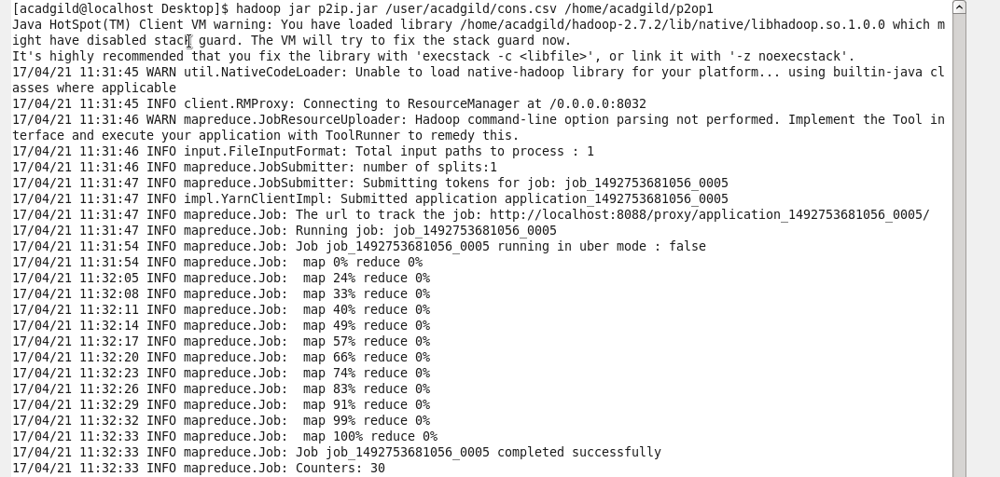 [acadgild@localhost Desktop]$ hadoop jar p2ip.jar /user/acadgild/cons.csv /home/acadgild/p2op1
Java HotSpot(TM) Client VM warning: You have loaded library /home/acadgild/hadoop-2.7.2/lib/native/libhadoop.so.1.0.0 which m
ight have disabled stack guard. The VM will try to fix the stack guard now.
It's highly recommended that you fix the library with 'execstack -c <libfile>', or link it with '-z noexecstack'.
17/04/21 11:31:45 WARN util.NativeCodeLoader: Unable to load native-hadoop library for your platform... using builtin-java cl
asses where applicable
17/04/21 11:31:45 INFO client.RMProxy: Connecting to ResourceManager at /0.0.0.0:8032
17/04/21 11:31:46 WARN mapreduce.JobResourceUploader: Hadoop command-line option parsing not performed. Implement the Tool in
terface and execute your application with ToolRunner to remedy this.
17/04/21 11:31:46 INFO input.FileInputFormat: Total input paths to process : 1
17/04/21 11:31:46 INFO mapreduce.JobSubmitter: number of splits:1
17/04/21 11:31:47 INFO mapreduce.JobSubmitter: Submitting tokens for job: job_1492753681056_0005
17/04/21 11:31:47 INFO impl.YarnClientImpl: Submitted application application_1492753681056_0005
17/04/21 11:31:47 INFO mapreduce.Job: The url to track the job: http://localhost:8088/proxy/application_1492753681056_0005/
17/04/21 11:31:47 INFO mapreduce.Job: Running job: job_1492753681056_0005
17/04/21 11:31:54 INFO mapreduce.Job: Job job_1492753681056_0005 running in uber mode : false
17/04/21 11:31:54 INFO mapreduce.Job:  map 0% reduce 0%
17/04/21 11:32:05 INFO mapreduce.Job:  map 24% reduce 0%
17/04/21 11:32:08 INFO mapreduce.Job:  map 33% reduce 0%
17/04/21 11:32:11 INFO mapreduce.Job:  map 40% reduce 0%
17/04/21 11:32:14 INFO mapreduce.Job:  map 49% reduce 0%
17/04/21 11:32:17 INFO mapreduce.Job:  map 57% reduce 0%
17/04/21 11:32:20 INFO mapreduce.Job:  map 66% reduce 0%
17/04/21 11:32:23 INFO mapreduce.Job:  map 74% reduce 0%
17/04/21 11:32:26 INFO mapreduce.Job:  map 83% reduce 0%
17/04/21 11:32:29 INFO mapreduce.Job:  map 91% reduce 0%
17/04/21 11:32:32 INFO mapreduce.Job:  map 99% reduce 0%
17/04/21 11:32:33 INFO mapreduce.Job:  map 100% reduce 0%
17/04/21 11:32:33 INFO mapreduce.Job: Job job_1492753681056_0005 completed successfully
17/04/21 11:32:33 INFO mapreduce.Job: Counters: 30